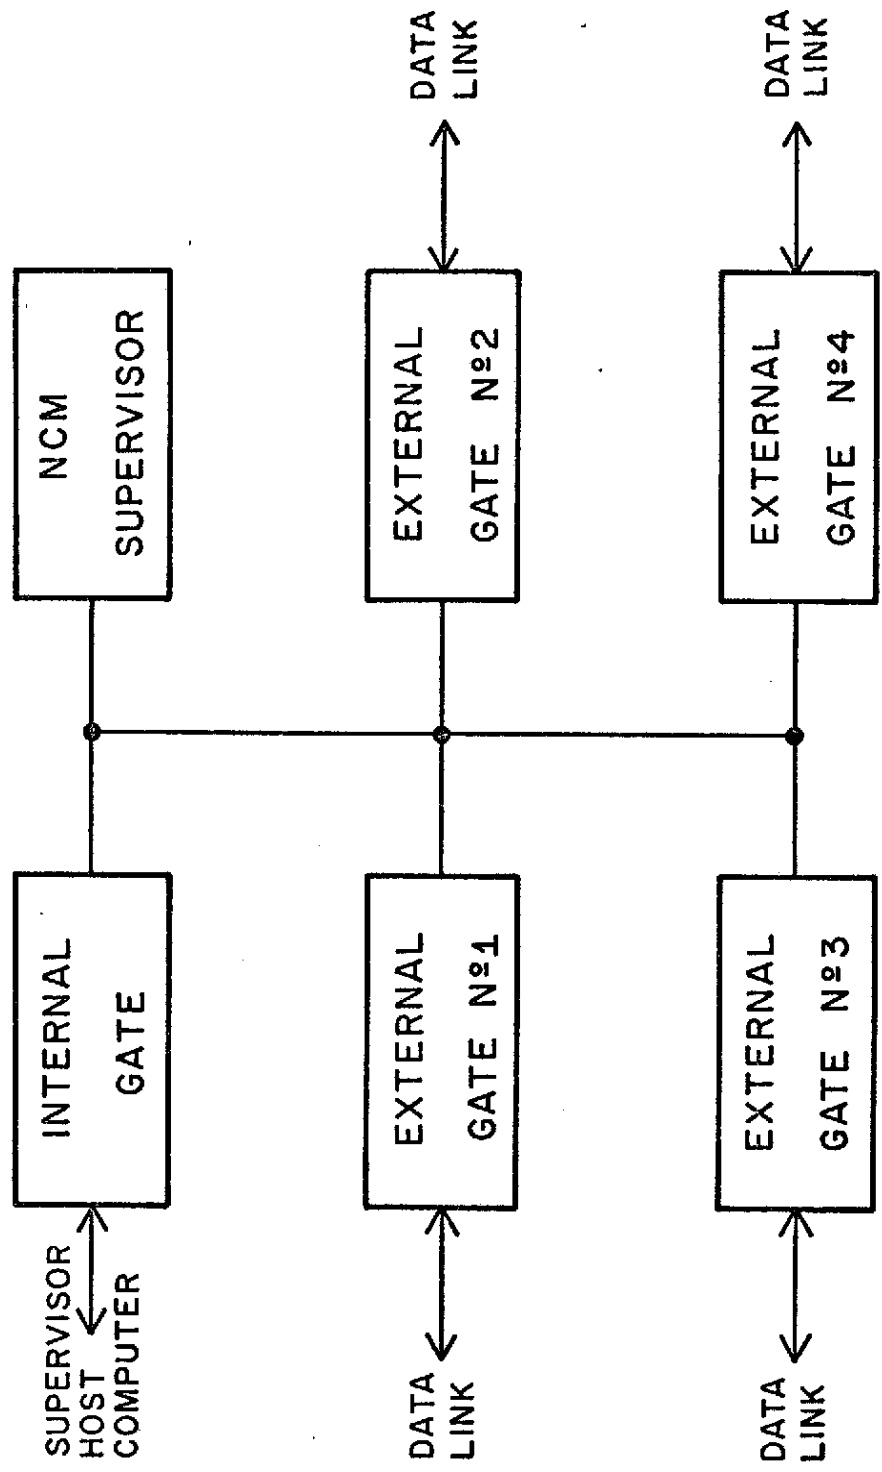 SUPERVISOR
HOST
COMPUTER
INTERNAL
GATE
NCM
SUPERVISOR
DATA
LINK
EXTERNAL
GATE Nº1
EXTERNAL
GATE Nº2
DATA
LINK
DATA
LINK
EXTERNAL
GATE Nº3
EXTERNAL
GATE Nº4
DATA
LINK